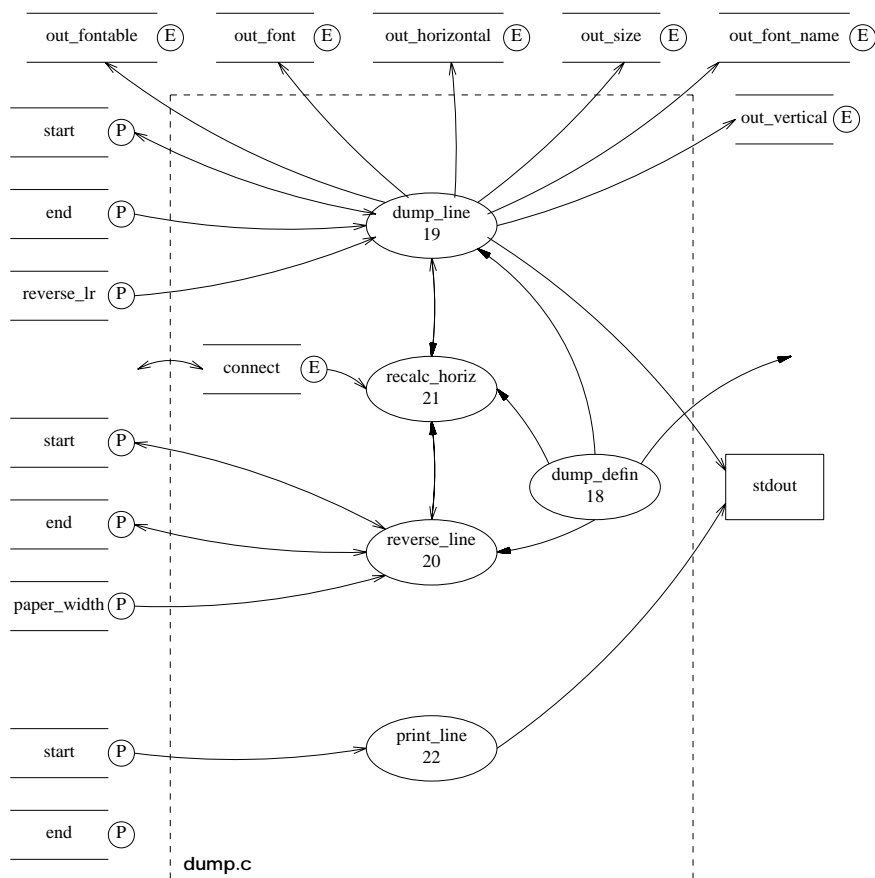 out_fontable E out_font E out_horizontal E out_size E out_font_name E
start P
out_vertical E
end P
dump_line
19
reverse_lr P
connect E
recalc_horiz
21
start P
dump_defin
18
stdout
end P
reverse_line
20
paper_width P
start P
print_line
22
end P
dump.c